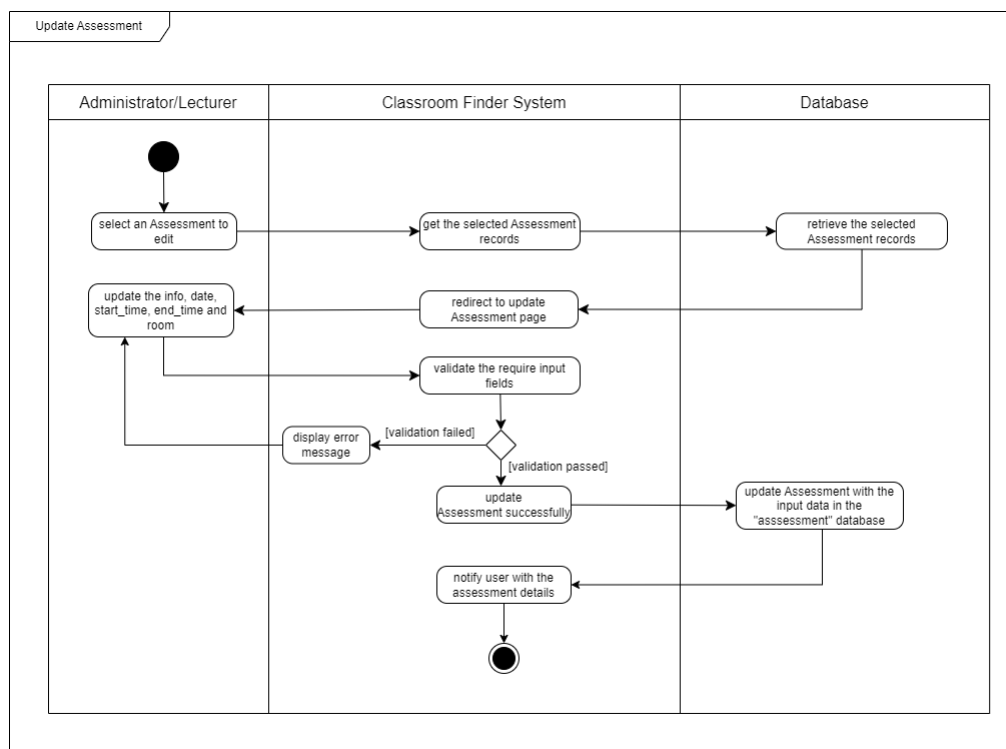 Update Assessment
Administrator/Lecturer
Classroom Finder System
Database
select an Assessment to
edit
get the selected Assessment
records
retrieve the selected
Assessment records
update the info, date,
start_time, end_time and
room
redirect to update
Assessment page
validate the require input
fields
[validation failed]
display error
message
[validation passed]
update
Assessment successfully
update Assessment with the
input data in the
"asssessment" database
notify user with the
assessment details